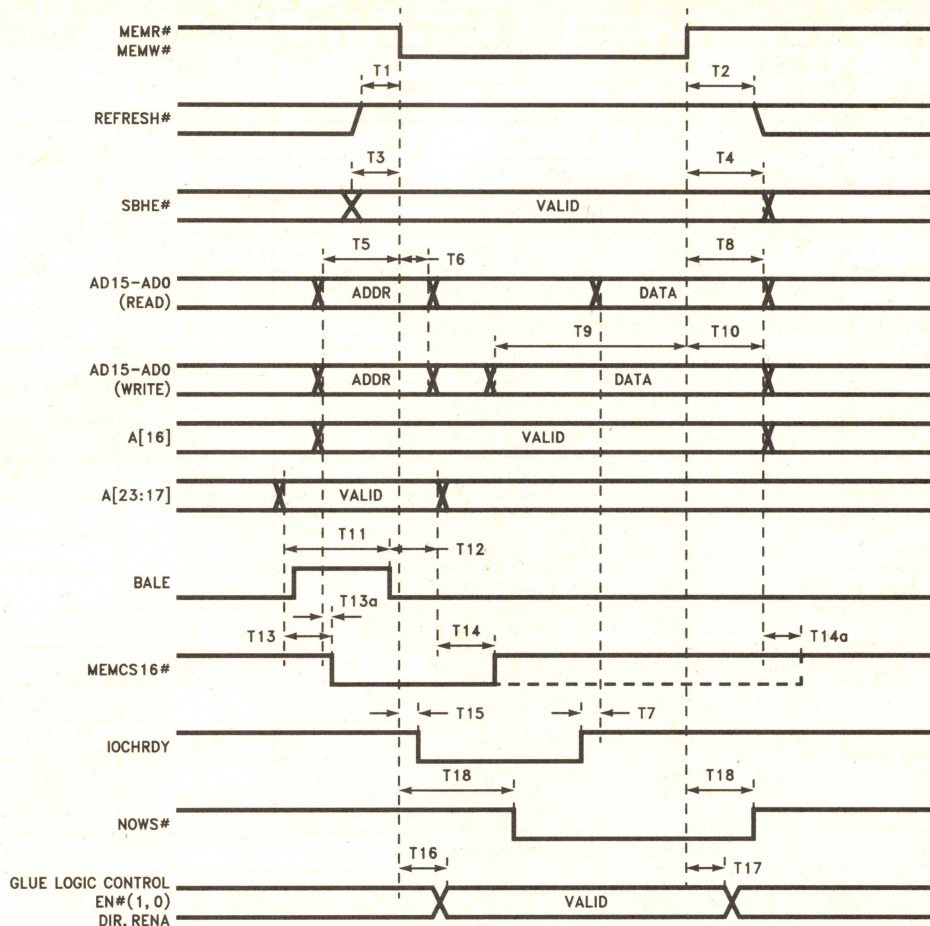 MEMR#
MEMW#
T1
T2
REFRESH#
T3
T4
SBHE#
VALID
T5
T6
T8
AD15-AD0
(READ)
ADDR
DATA
T9
T10
AD15-AD0
(WRITE)
ADDR
DATA
A[16]
VALID
A[23:17]
VALID
T11
T12
BALE
T13a
T13
T14
T14a
MEMCS16#
T15
T7
IOCHRDY
T18
T18
NOWS#
T16
T17
GLUE LOGIC CONTROL
EN#(1,0)
DIR, RENA
VALID